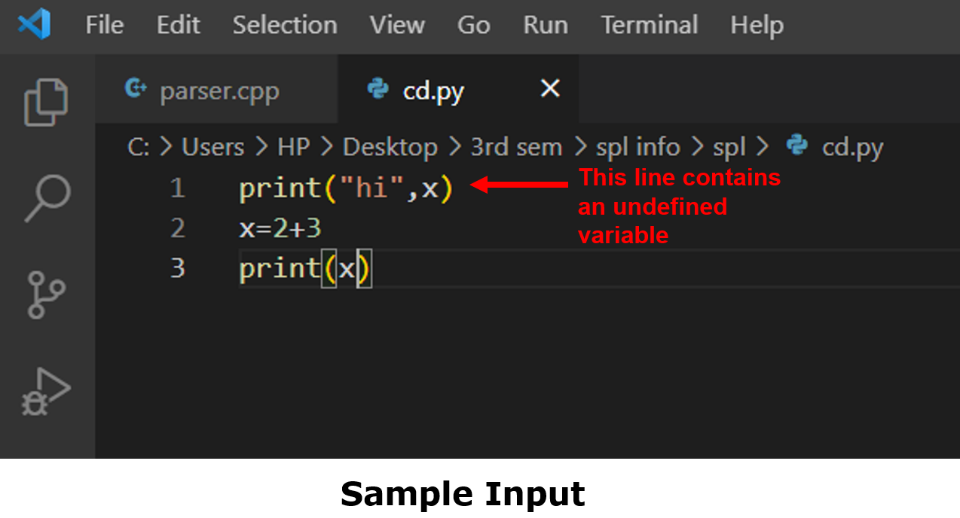 File Edit Selection View Go Run Terminal Help
parser.cpp cd.py ×
C: > Users > HP > Desktop > 3rd sem > spl info > spl > cd.py
1 print("hi",x)
This line contains
an undefined
variable
2 x=2+3
3 print(x)
Sample Input